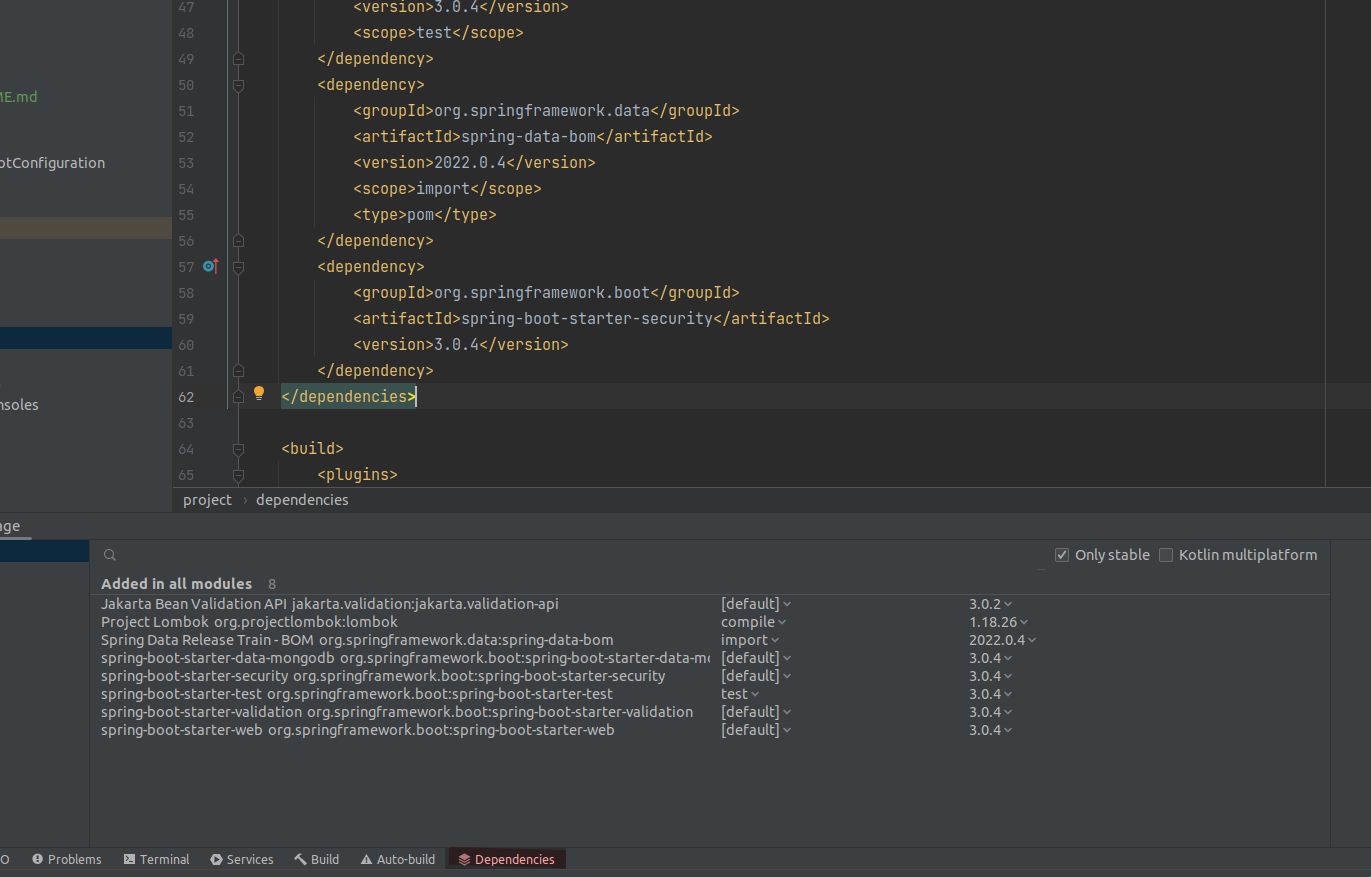 47 <version>3.0.4</version>
48 <scope>test</scope>
49 </dependency>
50 <dependency>
51 <groupId>org.springframework.data</groupId>
52 <artifactId>spring-data-bom</artifactId>
53 <version>2022.0.4</version>
54 <scope>import</scope>
55 <type>pom</type>
56 </dependency>
57 <dependency>
58 <groupId>org.springframework.boot</groupId>
59 <artifactId>spring-boot-starter-security</artifactId>
60 <version>3.0.4</version>
61 </dependency>
62 </dependencies>
63
64 <build>
65 <plugins>
ME.md
otConfiguration
nsoles
project › dependencies
age
Only stable Kotlin multiplatform
Added in all modules 8
Jakarta Bean Validation API jakarta.validation:jakarta.validation-api [default] 3.0.2
Project Lombok org.projectlombok:lombok compile 1.18.26
Spring Data Release Train - BOM org.springframework.data:spring-data-bom import 2022.0.4
spring-boot-starter-data-mongodb org.springframework.boot:spring-boot-starter-data-mo [default] 3.0.4
spring-boot-starter-security org.springframework.boot:spring-boot-starter-security [default] 3.0.4
spring-boot-starter-test org.springframework.boot:spring-boot-starter-test test 3.0.4
spring-boot-starter-validation org.springframework.boot:spring-boot-starter-validation [default] 3.0.4
spring-boot-starter-web org.springframework.boot:spring-boot-starter-web [default] 3.0.4
O Problems Terminal Services Build Auto-build Dependencies